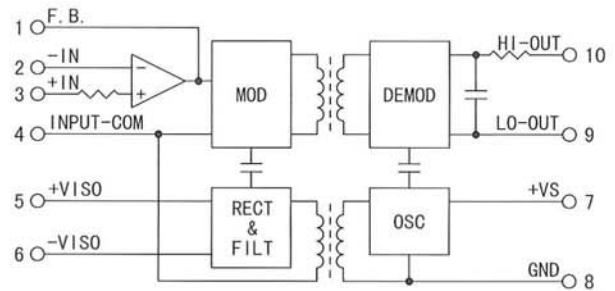 1 F.B.
2 -IN
3 +IN
4 INPUT-COM
5 +VISO
6 -VISO
-
+
MOD
DEMOD
RECT
&
FILT
OSC
HI-OUT 10
LO-OUT 9
+VS 7
GND 8